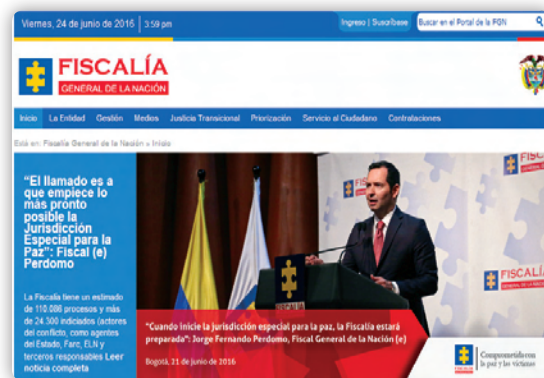 Viernes, 24 de junio de 2016 | 3:59 pm
Ingreso | Suscríbase
Buscar en el Portal de la FGN
FISCALÍA
GENERAL DE LA NACIÓN
Inicio La Entidad Gestión Medios Justicia Transicional Priorización Servicio al Ciudadano Contrataciones
Está en: Fiscalía General de la Nación » Inicio
"El llamado es a
que empiece lo
más pronto
posible la
Jurisdicción
Especial para la
Paz": Fiscal (e)
Perdomo
La Fiscalía tiene un estimado
de 110.088 procesos y más
de 24.300 indiciados (actores
del conflicto, como agentes
del Estado, Farc, ELN y
terceros responsables Leer
noticia completa
FISCALÍA
FISCALÍA
"Cuando inicie la jurisdicción especial para la paz, la Fiscalía estará
preparada": Jorge Fernando Perdomo, Fiscal General de la Nación (e)
Bogotá, 21 de junio de 2016
Comprometidos con
la paz y las víctimas